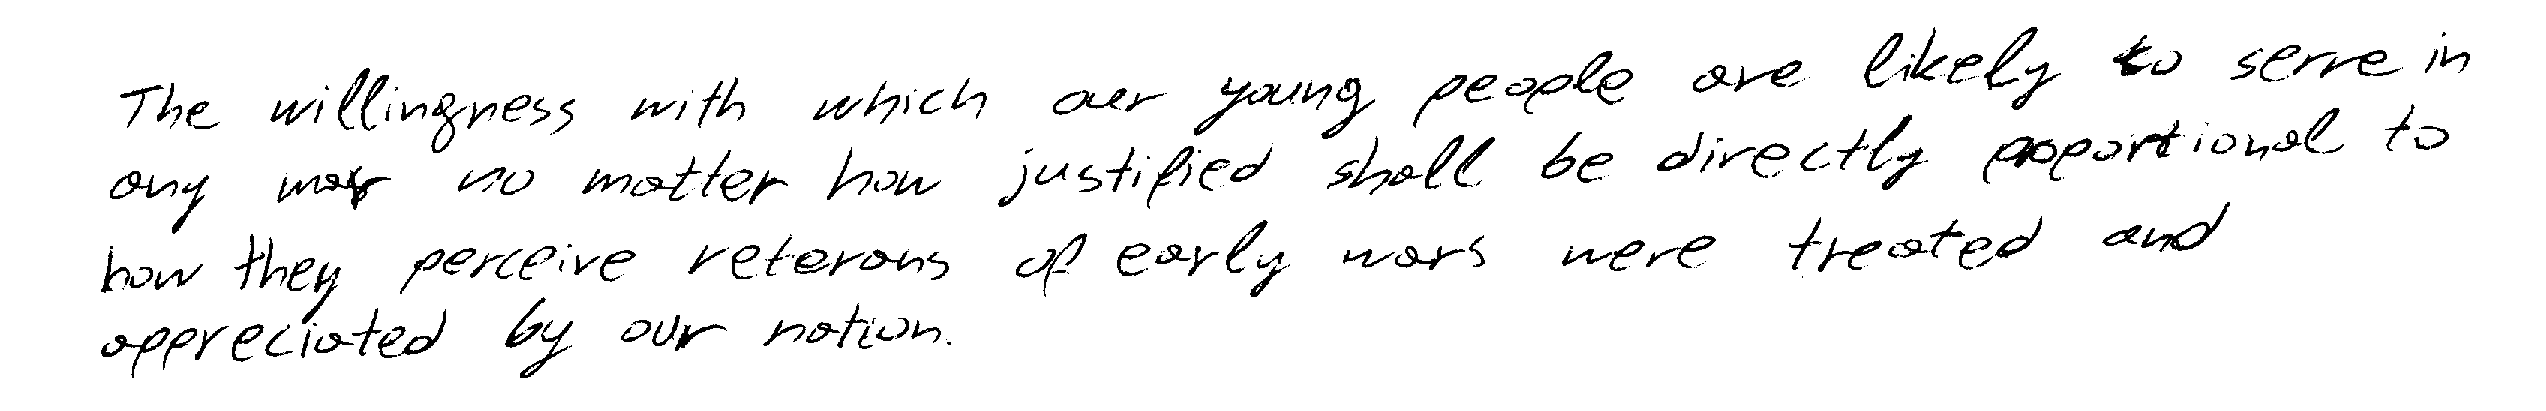 The willingness with which our young people are likely to serve in
any war no matter how justified shall be directly proportional to
how they perceive veterans of early wars were treated and
appreciated by our nation.